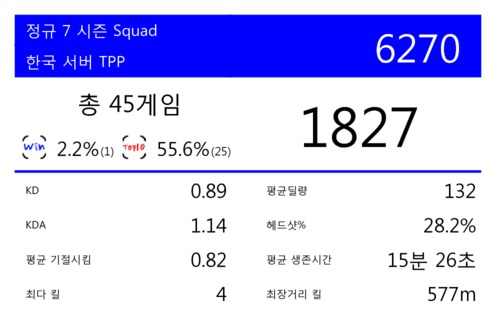 정규 7 시즌 Squad
한국 서버 TPP
6270
총 45게임
Win 2.2%(1) TOP10 55.6%(25)
1827
KD 0.89 평균딜량 132
KDA 1.14 헤드샷% 28.2%
평균 기절시킴 0.82 평균 생존시간 15분 26초
최다 킬 4 최장거리 킬 577m